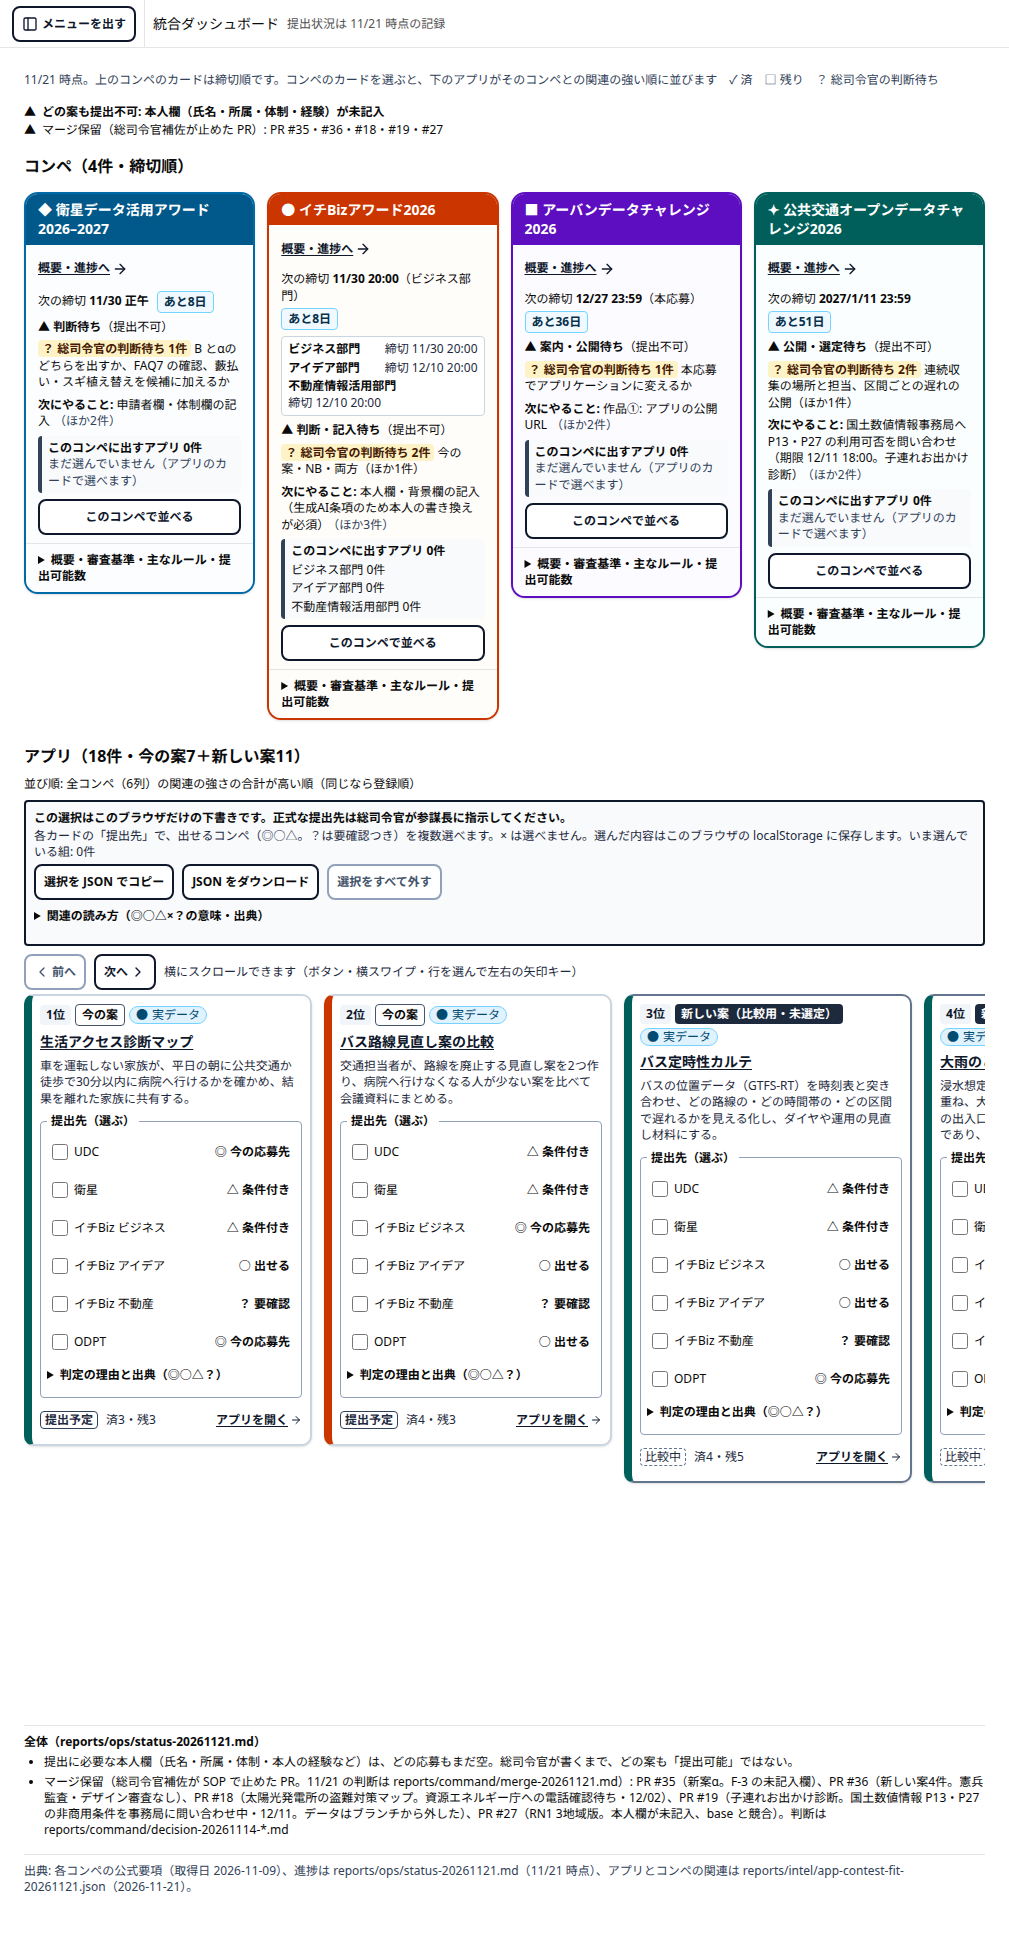 メニューを出す
統合ダッシュボード 提出状況は 11/21 時点の記録
11/21 時点。上のコンペのカードは締切順です。コンペのカードを選ぶと、下のアプリがそのコンペとの関連の強い順に並びます ✓ 済 □ 残り ？ 総司令官の判断待ち
▲ どの案も提出不可: 本人欄（氏名・所属・体制・経験）が未記入
▲ マージ保留（総司令官補佐が止めた PR）: PR #35・#36・#18・#19・#27
コンペ（4件・締切順）
◆ 衛星データ活用アワード
2026–2027
概要・進捗へ →
次の締切 11/30 正午 あと8日
▲ 判断待ち（提出不可）
？ 総司令官の判断待ち 1件 B とαの
どちらを出すか、FAQ7 の確認、藪払
い・スギ植え替えを候補に加えるか
次にやること: 申請者欄・体制欄の記
入 （ほか2件）
このコンペに出すアプリ 0件
まだ選んでいません（アプリのカ
ードで選べます）
このコンペで並べる
▶ 概要・審査基準・主なルール・提
出可能数
● イチBizアワード2026
概要・進捗へ →
次の締切 11/30 20:00（ビジネス部
門）
あと8日
ビジネス部門 締切 11/30 20:00
アイデア部門 締切 12/10 20:00
不動産情報活用部門
締切 12/10 20:00
▲ 判断・記入待ち（提出不可）
？ 総司令官の判断待ち 2件 今の
案・NB・両方（ほか1件）
次にやること: 本人欄・背景欄の記入
（生成AI条項のため本人の書き換え
が必須）（ほか3件）
このコンペに出すアプリ 0件
ビジネス部門 0件
アイデア部門 0件
不動産情報活用部門 0件
このコンペで並べる
▶ 概要・審査基準・主なルール・提
出可能数
■ アーバンデータチャレンジ
2026
概要・進捗へ →
次の締切 12/27 23:59（本応募）
あと36日
▲ 案内・公開待ち（提出不可）
？ 総司令官の判断待ち 1件 本応募
でアプリケーションに変えるか
次にやること: 作品①: アプリの公開
URL （ほか2件）
このコンペに出すアプリ 0件
まだ選んでいません（アプリのカ
ードで選べます）
このコンペで並べる
▶ 概要・審査基準・主なルール・提
出可能数
✦ 公共交通オープンデータチャ
レンジ2026
概要・進捗へ →
次の締切 2027/1/11 23:59
あと51日
▲ 公開・選定待ち（提出不可）
？ 総司令官の判断待ち 2件 連続収
集の場所と担当、区間ごとの遅れの
公開（ほか1件）
次にやること: 国土数値情報事務局へ
P13・P27 の利用可否を問い合わせ
（期限 12/11 18:00。子連れお出かけ
診断）（ほか2件）
このコンペに出すアプリ 0件
まだ選んでいません（アプリのカ
ードで選べます）
このコンペで並べる
▶ 概要・審査基準・主なルール・提
出可能数
アプリ（18件・今の案7＋新しい案11）
並び順: 全コンペ（6列）の関連の強さの合計が高い順（同じなら登録順）
この選択はこのブラウザだけの下書きです。正式な提出先は総司令官が参謀長に指示してください。
各カードの「提出先」で、出せるコンペ（◎○△。？は要確認つき）を複数選べます。× は選べません。選んだ内容はこのブラウザの localStorage に保存します。いま選んで
いる組: 0件
選択を JSON でコピー JSON をダウンロード 選択をすべて外す
▶ 関連の読み方（◎○△×？の意味・出典）
前へ 次へ 横にスクロールできます（ボタン・横スワイプ・行を選んで左右の矢印キー）
1位 今の案 ● 実データ
生活アクセス診断マップ
車を運転しない家族が、平日の朝に公共交通か
徒歩で30分以内に病院へ行けるかを確かめ、結
果を離れた家族に共有する。
提出先（選ぶ）
UDC ◎ 今の応募先
衛星 △ 条件付き
イチBiz ビジネス △ 条件付き
イチBiz アイデア ○ 出せる
イチBiz 不動産 ？ 要確認
ODPT ◎ 今の応募先
▶ 判定の理由と出典（◎○△？）
提出予定 済3・残3 アプリを開く →
2位 今の案 ● 実データ
バス路線見直し案の比較
交通担当者が、路線を廃止する見直し案を2つ作
り、病院へ行けなくなる人が少ない案を比べて
会議資料にまとめる。
提出先（選ぶ）
UDC △ 条件付き
衛星 △ 条件付き
イチBiz ビジネス ◎ 今の応募先
イチBiz アイデア ○ 出せる
イチBiz 不動産 ？ 要確認
ODPT ○ 出せる
▶ 判定の理由と出典（◎○△？）
提出予定 済4・残3 アプリを開く →
3位 新しい案（比較用・未選定）
● 実データ
バス定時性カルテ
バスの位置データ（GTFS-RT）を時刻表と突き
合わせ、どの路線の・どの時間帯の・どの区間
で遅れるかを見える化し、ダイヤや運用の見直
し材料にする。
提出先（選ぶ）
UDC △ 条件付き
衛星 △ 条件付き
イチBiz ビジネス ○ 出せる
イチBiz アイデア ○ 出せる
イチBiz 不動産 ？ 要確認
ODPT ◎ 今の応募先
▶ 判定の理由と出典（◎○△？）
比較中 済4・残5 アプリを開く →
4位
● 実デ
大雨の
浸水想定
重ね、大
の出入口
であり、
提出先
衛
イ
イ
イ
▶ 判定
比較中
全体（reports/ops/status-20261121.md）
• 提出に必要な本人欄（氏名・所属・体制・本人の経験など）は、どの応募もまだ空。総司令官が書くまで、どの案も「提出可能」ではない。
• マージ保留（総司令官補佐が SOP で止めた PR。11/21 の判断は reports/command/merge-20261121.md）: PR #35（新案α。F-3 の未記入欄）、PR #36（新しい案4件。憲兵
監査・デザイン審査なし）、PR #18（太陽光発電所の盗難対策マップ。資源エネルギー庁への電話確認待ち・12/02）、PR #19（子連れお出かけ診断。国土数値情報 P13・P27
の非商用条件を事務局に問い合わせ中・12/11。データはブランチから外した）、PR #27（RN1 3地域版。本人欄が未記入、base と競合）。判断は
reports/command/decision-20261114-*.md
出典: 各コンペの公式要項（取得日 2026-11-09）、進捗は reports/ops/status-20261121.md（11/21 時点）、アプリとコンペの関連は reports/intel/app-contest-fit-
20261121.json（2026-11-21）。